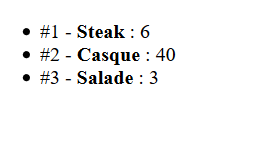 • #1 - Steak : 6
• #2 - Casque : 40
• #3 - Salade : 3